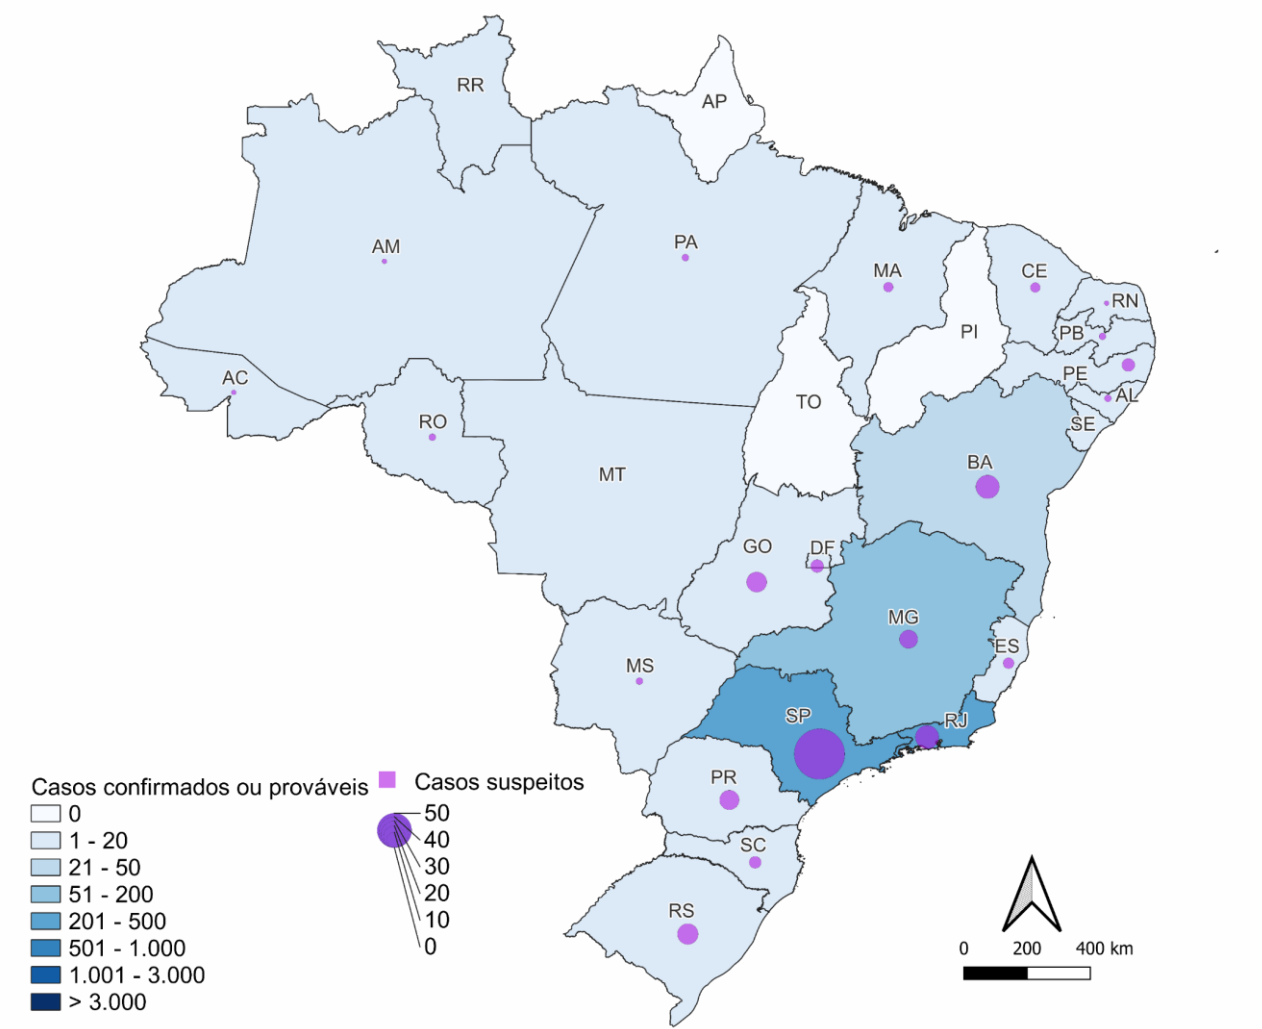 RR
AP
AM
PA
MA
CE
RN
PI
PB
PE
AC
AL
TO
RO
SE
BA
MT
GO
DF
MG
ES
MS
SP
RJ
PR
Casos confirmados ou prováveis
0
1 - 20
21 - 50
51 - 200
201 - 500
501 - 1.000
1.001 - 3.000
> 3.000
Casos suspeitos
50
40
30
20
10
0
SC
RS
0 200 400 km